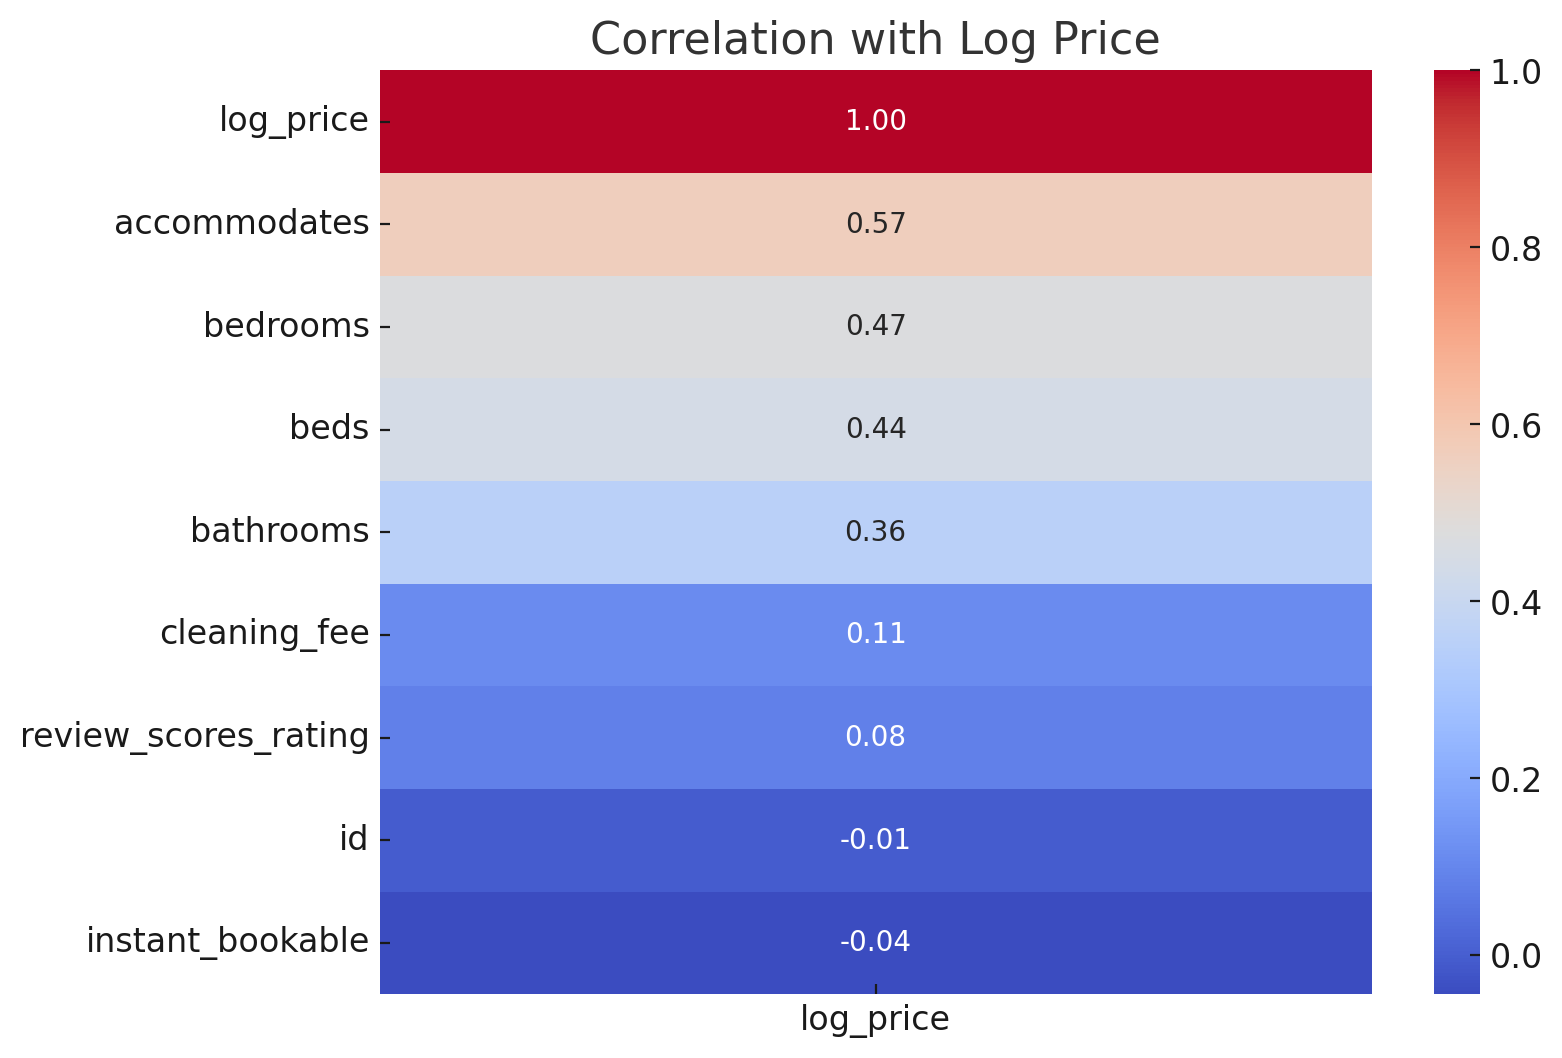 Correlation with Log Price
log_price
1.00
accommodates
0.57
bedrooms
0.47
beds
0.44
bathrooms
0.36
cleaning_fee
0.11
review_scores_rating
0.08
id
-0.01
instant_bookable
-0.04
log_price
1.0
0.8
0.6
0.4
0.2
0.0